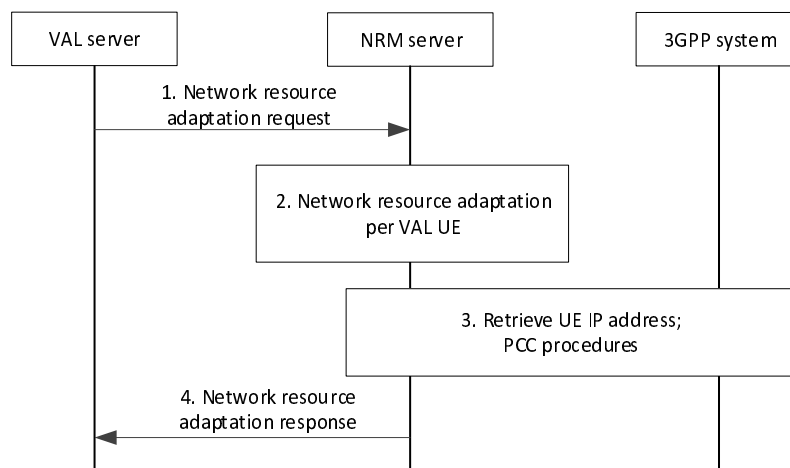 VAL server
NRM server
3GPP system
1. Network resource
adaptation request
2. Network resource adaptation
per VAL UE
3. Retrieve UE IP address;
PCC procedures
4. Network resource
adaptation response